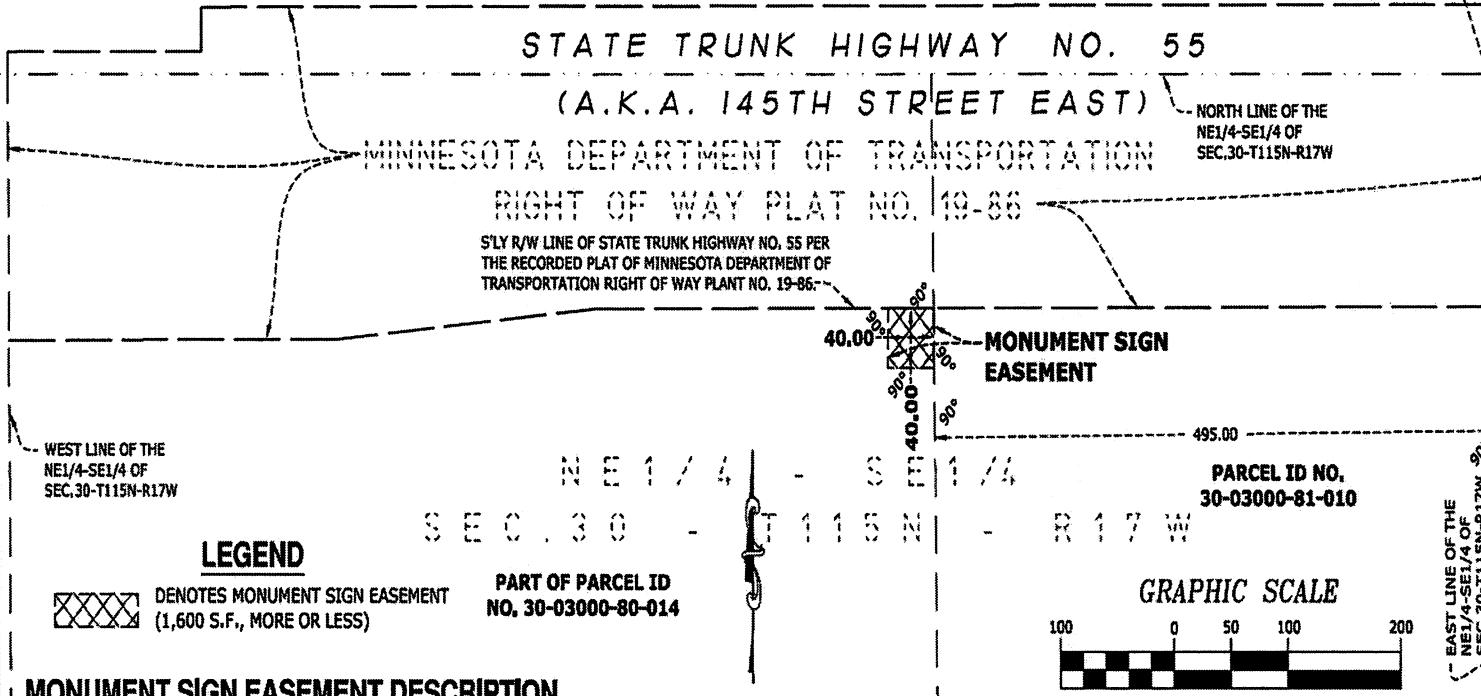 STATE TRUNK HIGHWAY NO. 55
(A.K.A. 145TH STREET EAST)
NORTH LINE OF THE
NE1/4-SE1/4 OF
SEC.30-T115N-R17W
MINNESOTA DEPARTMENT OF TRANSPORTATION
RIGHT OF WAY PLAT NO. 19-86
S'LY R/W LINE OF STATE TRUNK HIGHWAY NO. 55 PER
THE RECORDED PLAT OF MINNESOTA DEPARTMENT OF
TRANSPORTATION RIGHT OF WAY PLANT NO. 19-86.
90°
90°
40.00
MONUMENT SIGN
EASEMENT
90°
90°
40.00
90°
495.00
WEST LINE OF THE
NE1/4-SE1/4 OF
SEC.30-T115N-R17W
NE1/4 - SE1/4
SEC.30 - T115N - R17W
PARCEL ID NO.
30-03000-81-010
90°
EAST LINE OF THE
NE1/4-SE1/4 OF
SEC.30-T115N-R17W
LEGEND
DENOTES MONUMENT SIGN EASEMENT
(1,600 S.F., MORE OR LESS)
PART OF PARCEL ID
NO. 30-03000-80-014
GRAPHIC SCALE
100 0 50 100 200
MONUMENT SIGN EASEMENT DESCRIPTION